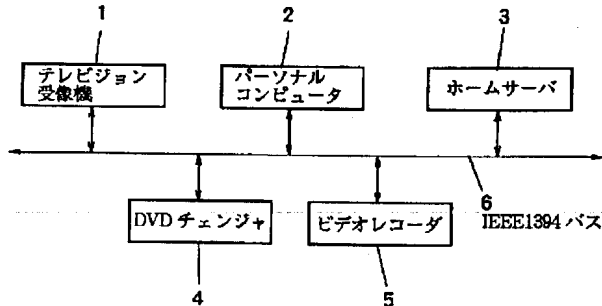 1
2
3
テレビジョン
受像機
パーソナル
コンピュータ
ホームサーバ
DVD チェンジャ
ビデオレコーダ
6
IEEE1394 バス
4
5